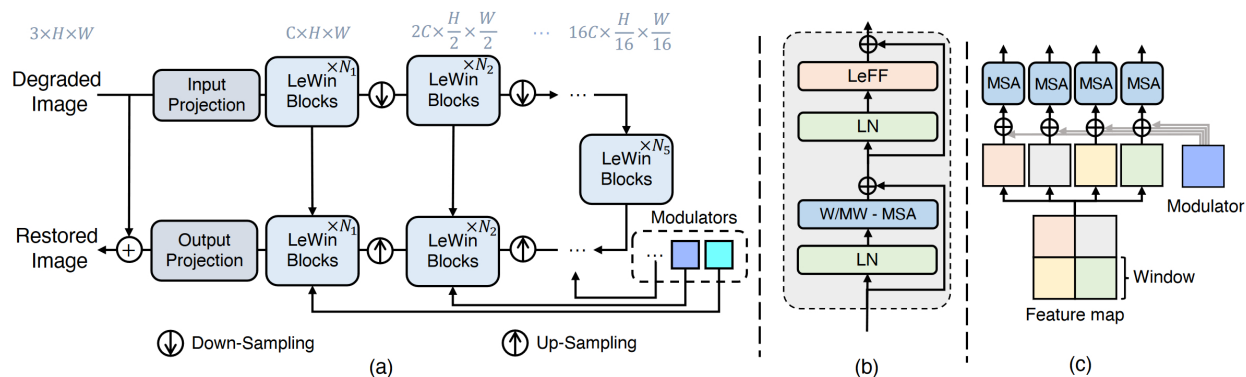 3×H×W
C×H×W
2C×H/2×W/2
...
16C×H/16×W/16
Degraded Image
Input Projection
LeWin Blocks ×N₁
LeWin Blocks ×N₂
...
LeWin Blocks ×N₅
Restored Image
Output Projection
LeWin Blocks ×N₁
LeWin Blocks ×N₂
...
Modulators
...
Down-Sampling
Up-Sampling
(a)
LeFF
LN
W/MW - MSA
LN
(b)
MSA
MSA
MSA
MSA
Modulator
Window
Feature map
(c)